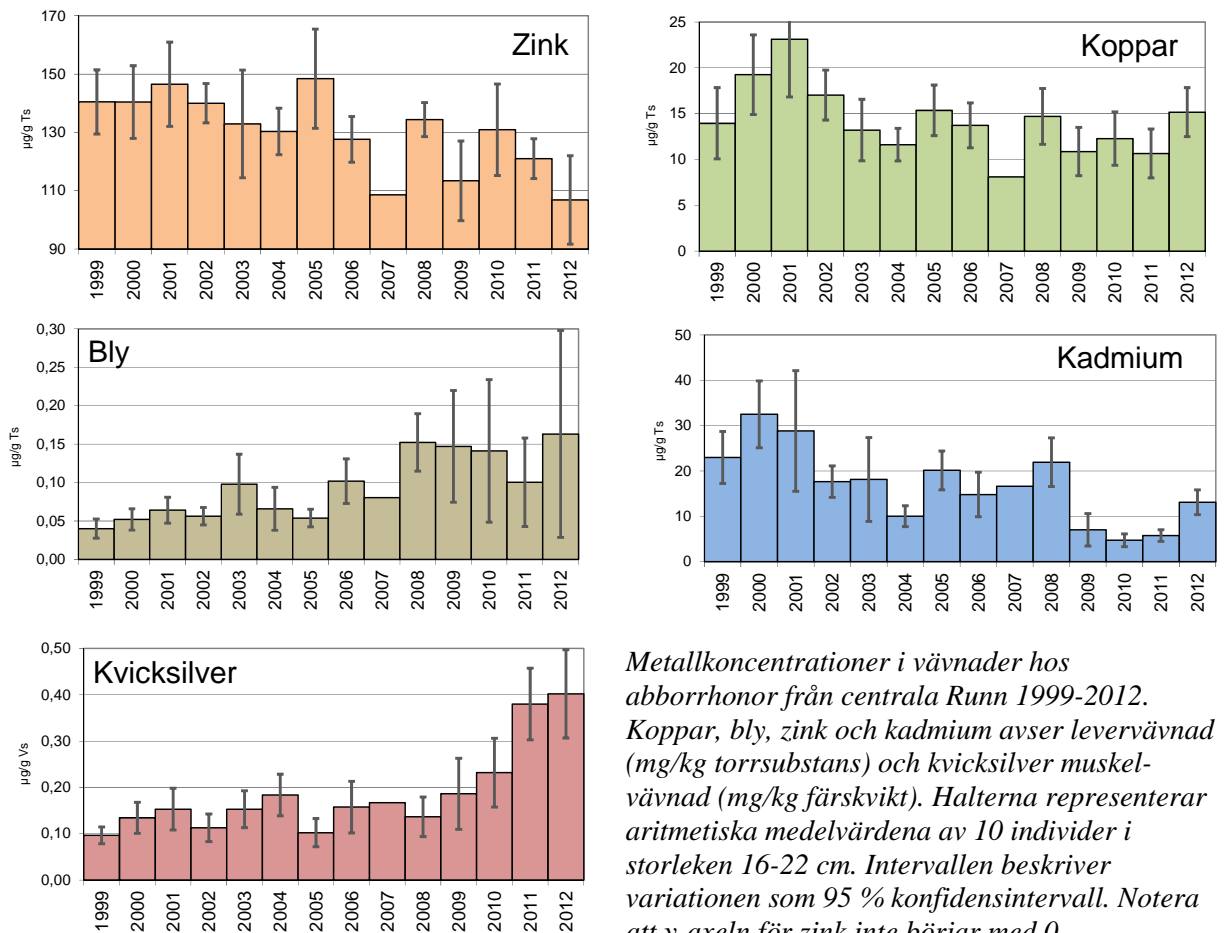 Zink
170
150
130
110
90
µg/g Ts
1999 2000 2001 2002 2003 2004 2005 2006 2007 2008 2009 2010 2011 2012
Koppar
25
20
15
10
5
0
µg/g Ts
1999 2000 2001 2002 2003 2004 2005 2006 2007 2008 2009 2010 2011 2012
Bly
0,30
0,25
0,20
0,15
0,10
0,05
0,00
µg/g Ts
1999 2000 2001 2002 2003 2004 2005 2006 2007 2008 2009 2010 2011 2012
Kadmium
50
40
30
20
10
0
µg/g Ts
1999 2000 2001 2002 2003 2004 2005 2006 2007 2008 2009 2010 2011 2012
Kvicksilver
0,50
0,40
0,30
0,20
0,10
0,00
µg/g Vs
1999 2000 2001 2002 2003 2004 2005 2006 2007 2008 2009 2010 2011 2012
Metallkoncentrationer i vävnader hos
abborrhonor från centrala Runn 1999-2012.
Koppar, bly, zink och kadmium avser levervävnad
(mg/kg torrsubstans) och kvicksilver muskel-
vävnad (mg/kg färskvikt). Halterna representerar
aritmetiska medelvärdena av 10 individer i
storleken 16-22 cm. Intervallen beskriver
variationen som 95 % konfidensintervall. Notera
att y-axeln för zink inte börjar med 0